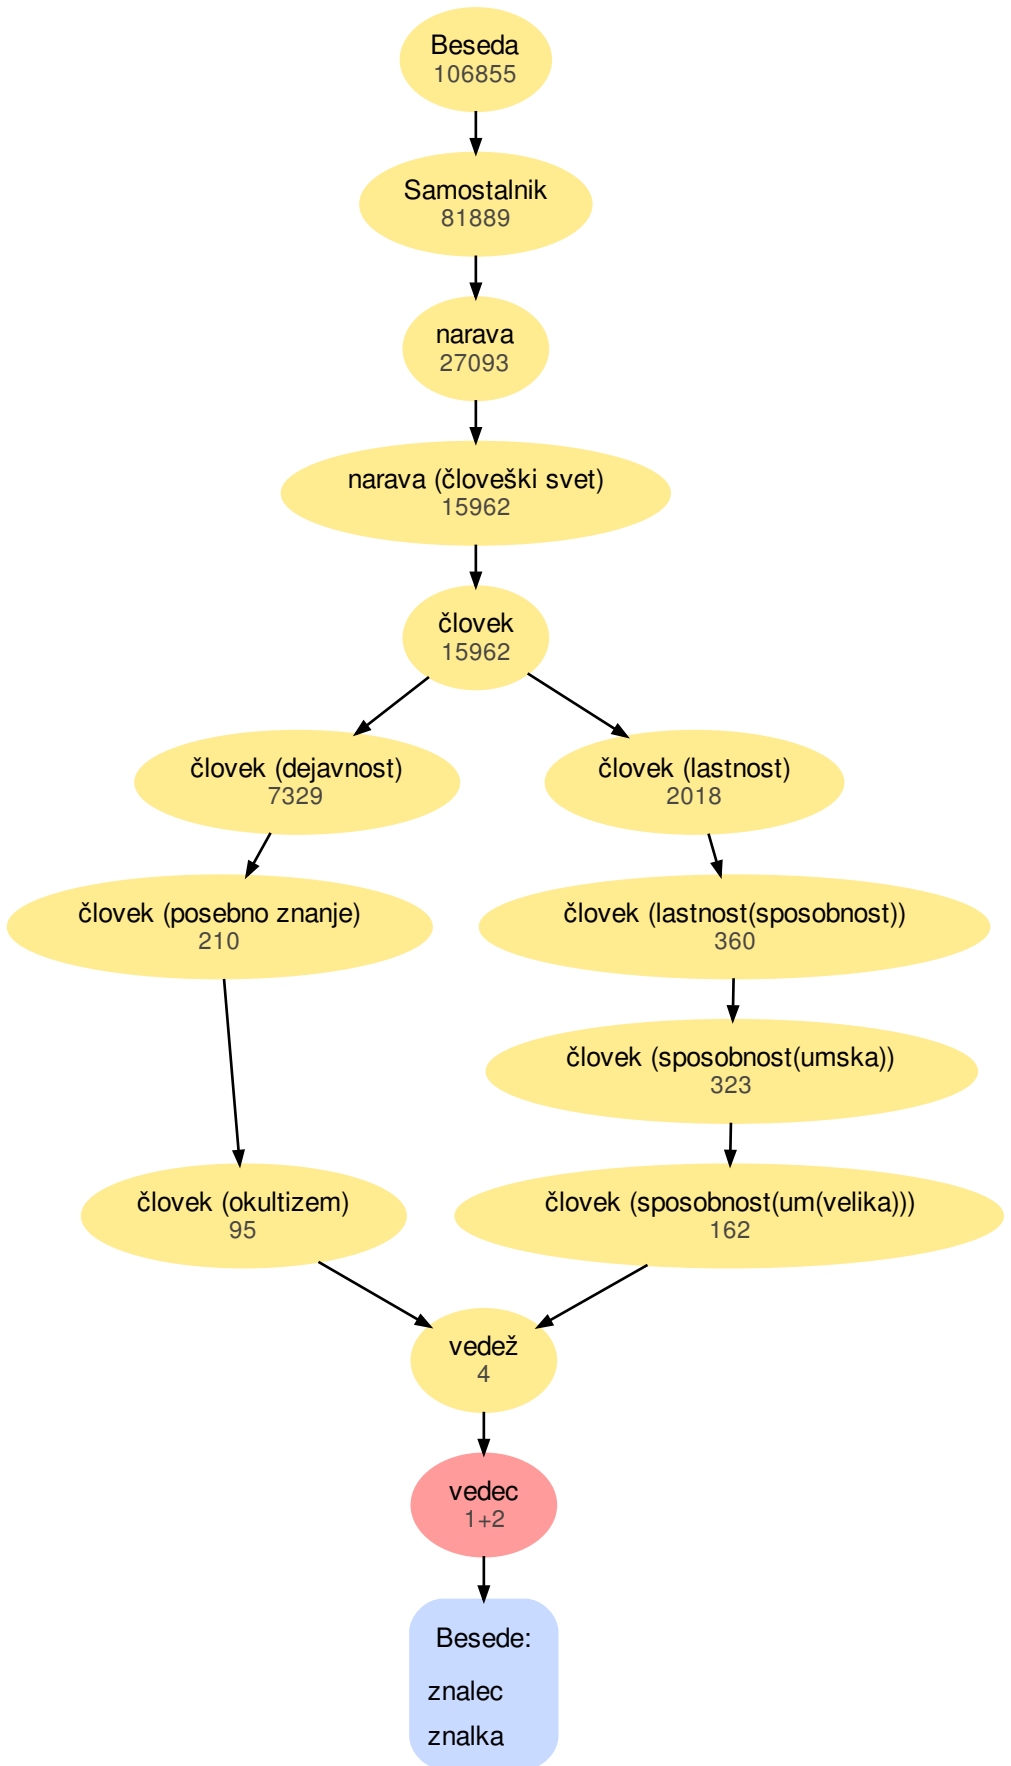 Beseda
106855
Samostalnik
81889
narava
27093
narava (človeški svet)
15962
človek
15962
človek (dejavnost)
7329
človek (lastnost)
2018
človek (posebno znanje)
210
človek (lastnost(sposobnost))
360
človek (sposobnost(umska))
323
človek (okultizem)
95
človek (sposobnost(um(velika)))
162
vedež
4
vedec
1+2
Besede:
znalec
znalka